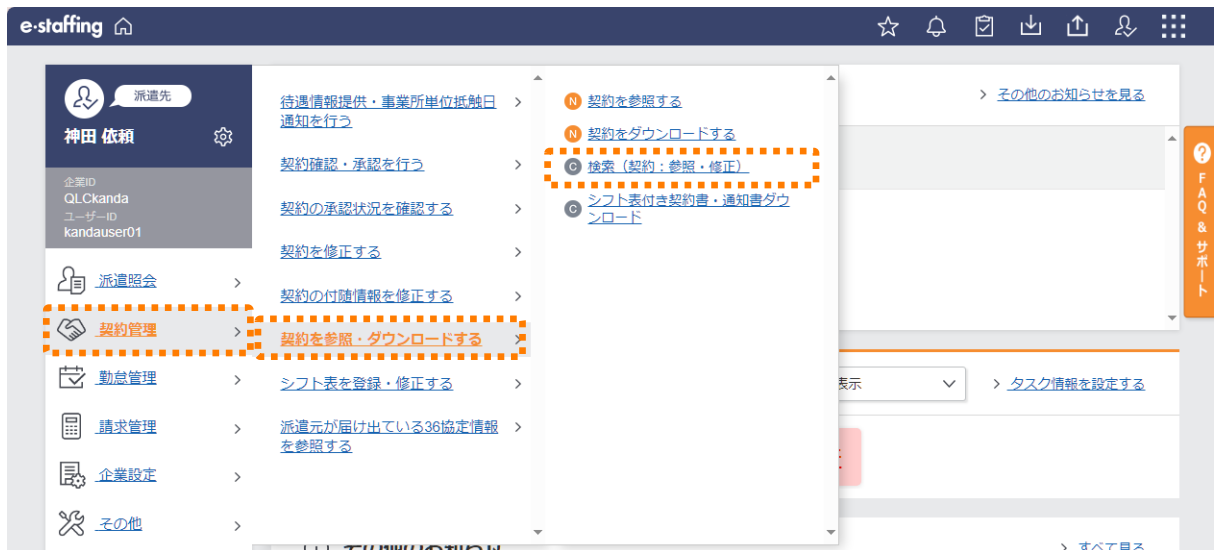 e-staffing
派遣先
神田 依頼
企業ID
QLCkanda
ユーザーID
kandauser01
派遣照会
契約管理
勤怠管理
請求管理
企業設定
その他
待遇情報提供・事業所単位抵触日
通知を行う
契約確認・承認を行う
契約の承認状況を確認する
契約を修正する
契約の付随情報を修正する
契約を参照・ダウンロードする
シフト表を登録・修正する
派遣元が届け出ている36協定情報
を参照する
N 契約を参照する
N 契約をダウンロードする
C 検索（契約：参照・修正）
C シフト表付き契約書・通知書ダウ
ンロード
その他のお知らせを見る
表示
タスク情報を設定する
その他のお知らせ
すべて見る
? FAQ & サポート